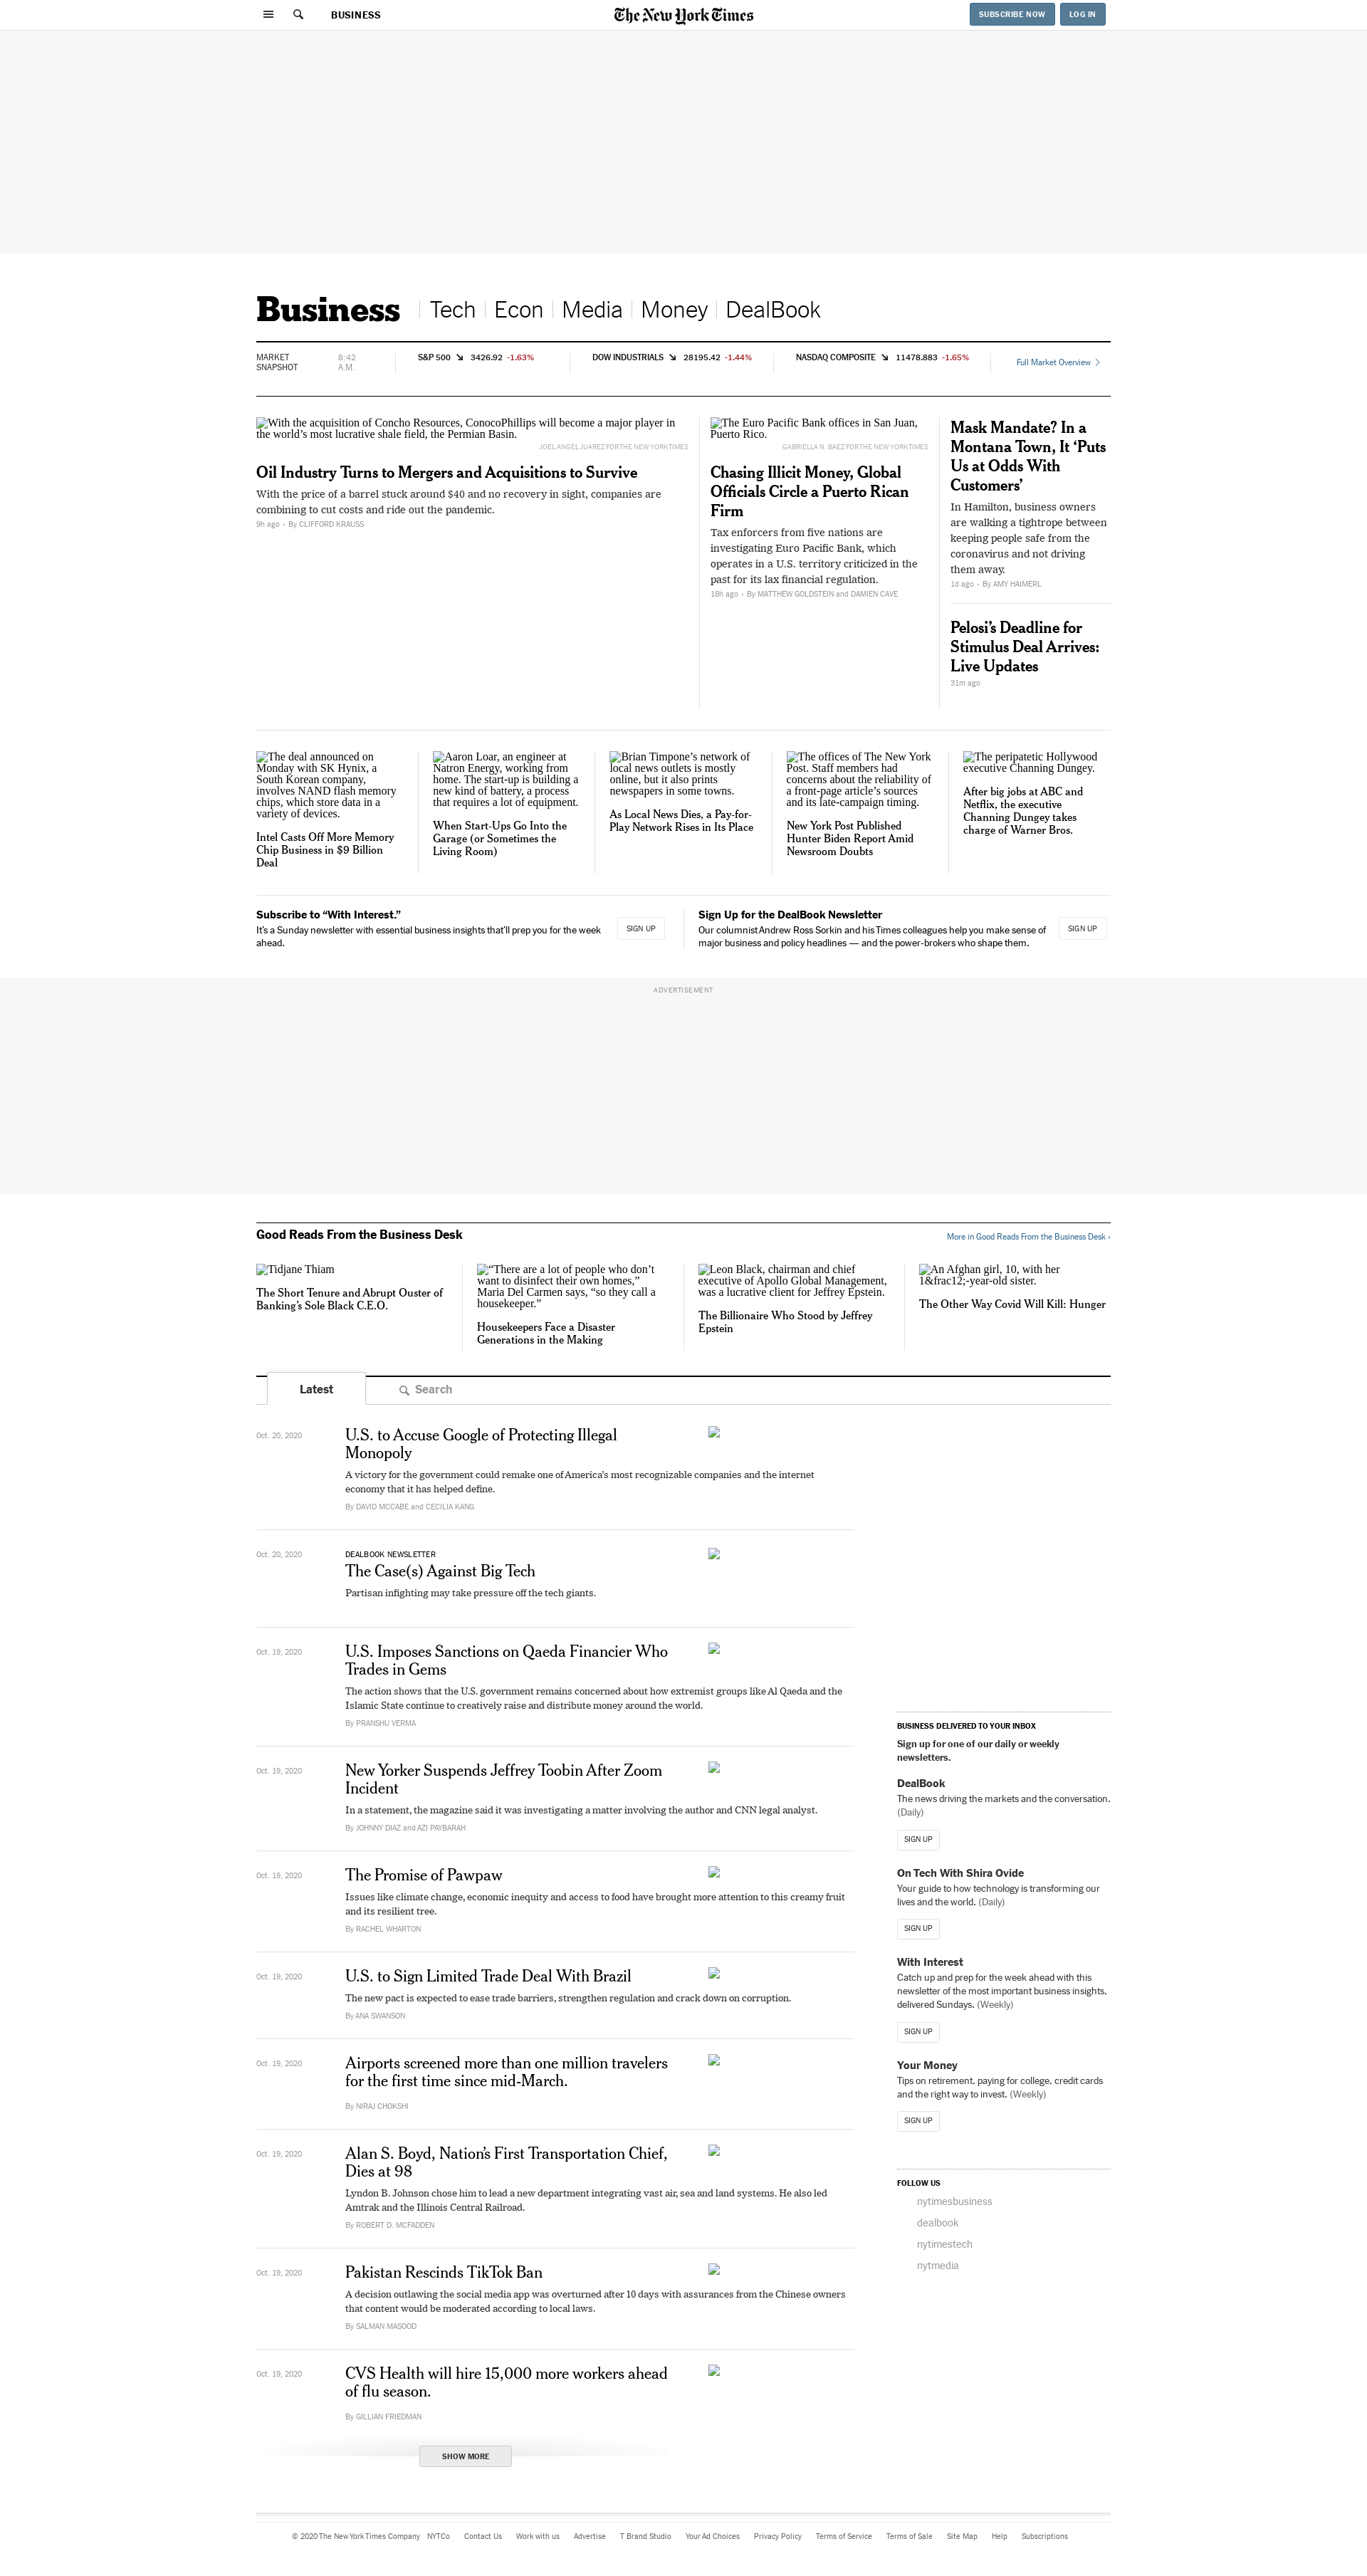 BUSINESS
The New York Times
SUBSCRIBE NOW
LOG IN
Business
Tech
Econ
Media
Money
DealBook
MARKET
SNAPSHOT
8:42
A.M.
S&P 500 ↘ 3426.92 -1.63%
DOW INDUSTRIALS ↘ 28195.42 -1.44%
NASDAQ COMPOSITE ↘ 11478.883 -1.65%
Full Market Overview
With the acquisition of Concho Resources, ConocoPhillips will become a major player in
the world’s most lucrative shale field, the Permian Basin.
JOEL ANGEL JUAREZ FOR THE NEW YORK TIMES
Oil Industry Turns to Mergers and Acquisitions to Survive
With the price of a barrel stuck around $40 and no recovery in sight, companies are
combining to cut costs and ride out the pandemic.
9h ago • By CLIFFORD KRAUSS
The Euro Pacific Bank offices in San Juan,
Puerto Rico.
GABRIELLA N. BAEZ FOR THE NEW YORK TIMES
Chasing Illicit Money, Global
Officials Circle a Puerto Rican
Firm
Tax enforcers from five nations are
investigating Euro Pacific Bank, which
operates in a U.S. territory criticized in the
past for its lax financial regulation.
18h ago • By MATTHEW GOLDSTEIN and DAMIEN CAVE
Mask Mandate? In a
Montana Town, It ‘Puts
Us at Odds With
Customers’
In Hamilton, business owners
are walking a tightrope between
keeping people safe from the
coronavirus and not driving
them away.
1d ago • By AMY HAIMERL
Pelosi’s Deadline for
Stimulus Deal Arrives:
Live Updates
31m ago
The deal announced on
Monday with SK Hynix, a
South Korean company,
involves NAND flash memory
chips, which store data in a
variety of devices.
Intel Casts Off More Memory
Chip Business in $9 Billion
Deal
Aaron Loar, an engineer at
Natron Energy, working from
home. The start-up is building a
new kind of battery, a process
that requires a lot of equipment.
When Start-Ups Go Into the
Garage (or Sometimes the
Living Room)
Brian Timpone’s network of
local news outlets is mostly
online, but it also prints
newspapers in some towns.
As Local News Dies, a Pay-for-
Play Network Rises in Its Place
The offices of The New York
Post. Staff members had
concerns about the reliability of
a front-page article’s sources
and its late-campaign timing.
New York Post Published
Hunter Biden Report Amid
Newsroom Doubts
The peripatetic Hollywood
executive Channing Dungey.
After big jobs at ABC and
Netflix, the executive
Channing Dungey takes
charge of Warner Bros.
Subscribe to “With Interest.”
It’s a Sunday newsletter with essential business insights that’ll prep you for the week
ahead.
SIGN UP
Sign Up for the DealBook Newsletter
Our columnist Andrew Ross Sorkin and his Times colleagues help you make sense of
major business and policy headlines — and the power-brokers who shape them.
SIGN UP
ADVERTISEMENT
Good Reads From the Business Desk
More in Good Reads From the Business Desk ›
Tidjane Thiam
The Short Tenure and Abrupt Ouster of
Banking’s Sole Black C.E.O.
“There are a lot of people who don’t
want to disinfect their own homes,”
Maria Del Carmen says, “so they call a
housekeeper.”
Housekeepers Face a Disaster
Generations in the Making
Leon Black, chairman and chief
executive of Apollo Global Management,
was a lucrative client for Jeffrey Epstein.
The Billionaire Who Stood by Jeffrey
Epstein
An Afghan girl, 10, with her
1&frac12;-year-old sister.
The Other Way Covid Will Kill: Hunger
Latest
Search
Oct. 20, 2020
U.S. to Accuse Google of Protecting Illegal
Monopoly
A victory for the government could remake one of America’s most recognizable companies and the internet
economy that it has helped define.
By DAVID MCCABE and CECILIA KANG
Oct. 20, 2020
DEALBOOK NEWSLETTER
The Case(s) Against Big Tech
Partisan infighting may take pressure off the tech giants.
Oct. 19, 2020
U.S. Imposes Sanctions on Qaeda Financier Who
Trades in Gems
The action shows that the U.S. government remains concerned about how extremist groups like Al Qaeda and the
Islamic State continue to creatively raise and distribute money around the world.
By PRANSHU VERMA
Oct. 19, 2020
New Yorker Suspends Jeffrey Toobin After Zoom
Incident
In a statement, the magazine said it was investigating a matter involving the author and CNN legal analyst.
By JOHNNY DIAZ and AZI PAYBARAH
Oct. 19, 2020
The Promise of Pawpaw
Issues like climate change, economic inequity and access to food have brought more attention to this creamy fruit
and its resilient tree.
By RACHEL WHARTON
Oct. 19, 2020
U.S. to Sign Limited Trade Deal With Brazil
The new pact is expected to ease trade barriers, strengthen regulation and crack down on corruption.
By ANA SWANSON
Oct. 19, 2020
Airports screened more than one million travelers
for the first time since mid-March.
By NIRAJ CHOKSHI
Oct. 19, 2020
Alan S. Boyd, Nation’s First Transportation Chief,
Dies at 98
Lyndon B. Johnson chose him to lead a new department integrating vast air, sea and land systems. He also led
Amtrak and the Illinois Central Railroad.
By ROBERT D. MCFADDEN
Oct. 19, 2020
Pakistan Rescinds TikTok Ban
A decision outlawing the social media app was overturned after 10 days with assurances from the Chinese owners
that content would be moderated according to local laws.
By SALMAN MASOOD
Oct. 19, 2020
CVS Health will hire 15,000 more workers ahead
of flu season.
By GILLIAN FRIEDMAN
SHOW MORE
BUSINESS DELIVERED TO YOUR INBOX
Sign up for one of our daily or weekly
newsletters.
DealBook
The news driving the markets and the conversation.
(Daily)
SIGN UP
On Tech With Shira Ovide
Your guide to how technology is transforming our
lives and the world. (Daily)
SIGN UP
With Interest
Catch up and prep for the week ahead with this
newsletter of the most important business insights,
delivered Sundays. (Weekly)
SIGN UP
Your Money
Tips on retirement, paying for college, credit cards
and the right way to invest. (Weekly)
SIGN UP
FOLLOW US
nytimesbusiness
dealbook
nytimestech
nytmedia
© 2020 The New York Times Company NYTCo Contact Us Work with us Advertise T Brand Studio Your Ad Choices Privacy Policy Terms of Service Terms of Sale Site Map Help Subscriptions